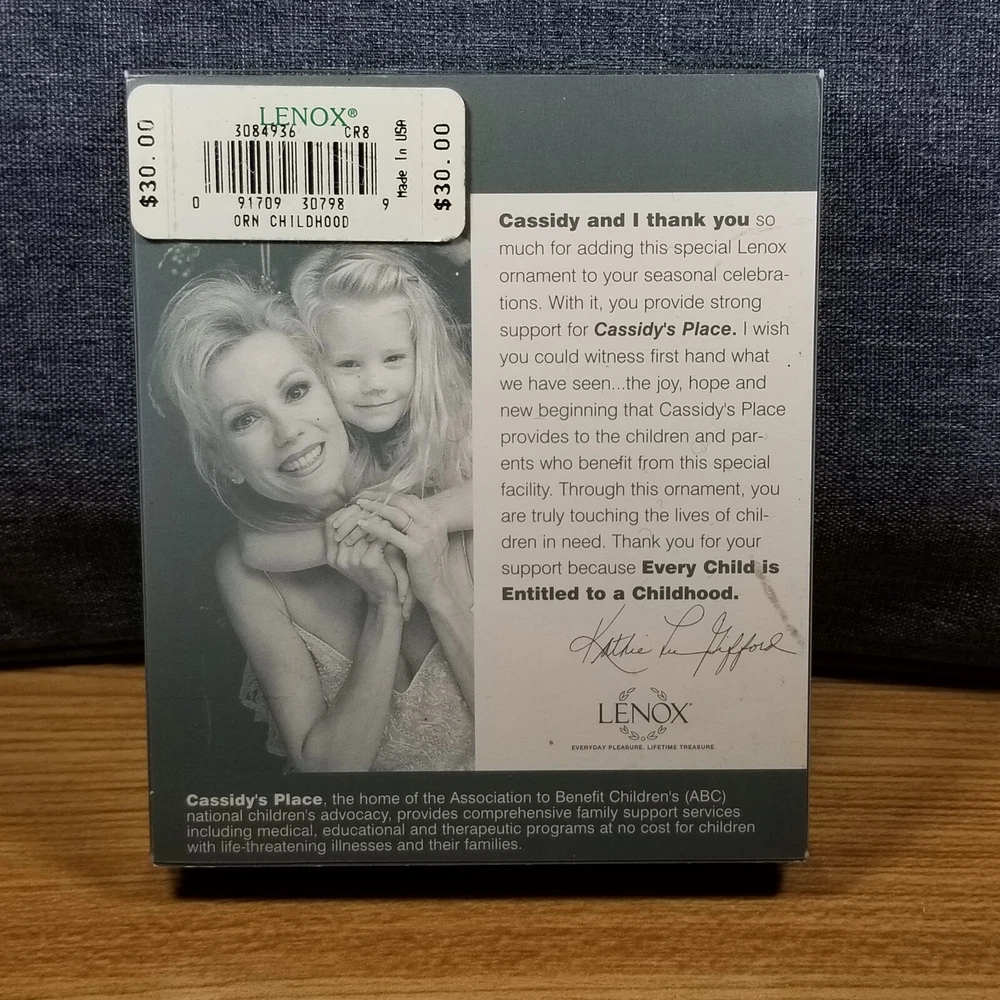 LENOX®
3084936 CR8
$30.00
Made In USA
$30.00
0 91709 30798 9
ORN CHILDHOOD
Cassidy and I thank you so
much for adding this special Lenox
ornament to your seasonal celebra-
tions. With it, you provide strong
support for Cassidy's Place. I wish
you could witness first hand what
we have seen...the joy, hope and
new beginning that Cassidy's Place
provides to the children and par-
ents who benefit from this special
facility. Through this ornament, you
are truly touching the lives of chil-
dren in need. Thank you for your
support because Every Child is
Entitled to a Childhood.
Kathie Lee Gifford
LENOX®
EVERYDAY PLEASURE. LIFETIME TREASURE.
Cassidy's Place, the home of the Association to Benefit Children's (ABC)
national children's advocacy, provides comprehensive family support services
including medical, educational and therapeutic programs at no cost for children
with life-threatening illnesses and their families.